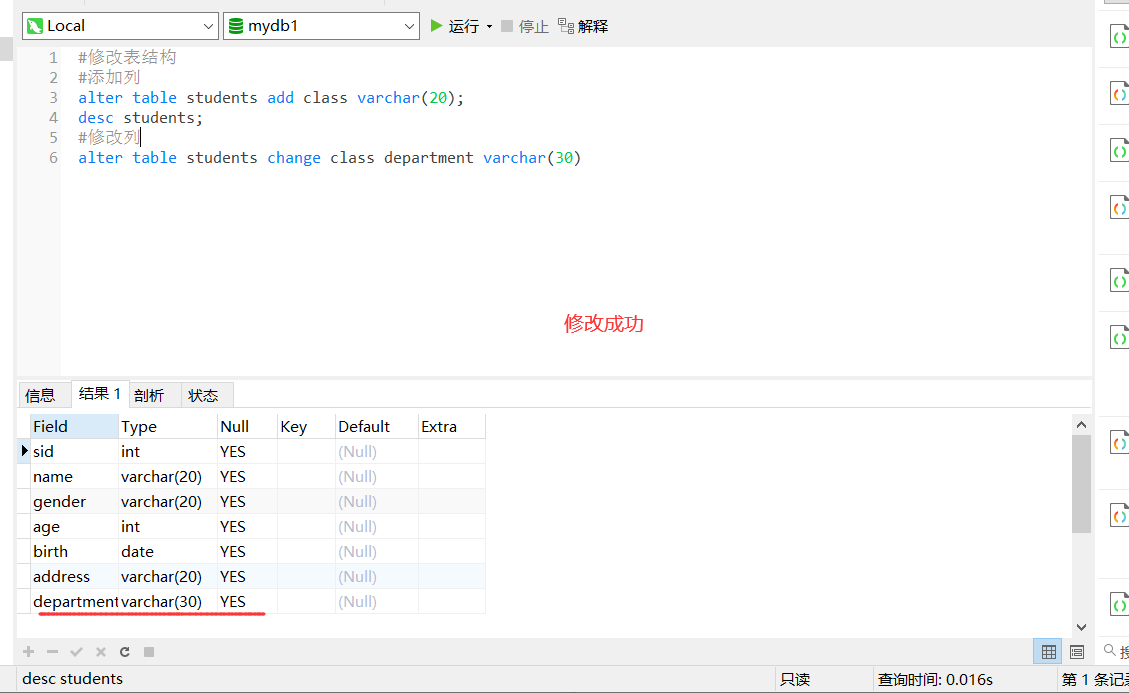 Local mydb1 运行 停止 解释
1 #修改表结构
2 #添加列
3 alter table students add class varchar(20);
4 desc students;
5 #修改列
6 alter table students change class department varchar(30)
修改成功
信息 结果 1 剖析 状态
Field Type Null Key Default Extra
sid int YES (Null)
name varchar(20) YES (Null)
gender varchar(20) YES (Null)
age int YES (Null)
birth date YES (Null)
address varchar(20) YES (Null)
department varchar(30) YES (Null)
desc students 只读 查询时间: 0.016s 第 1 条记